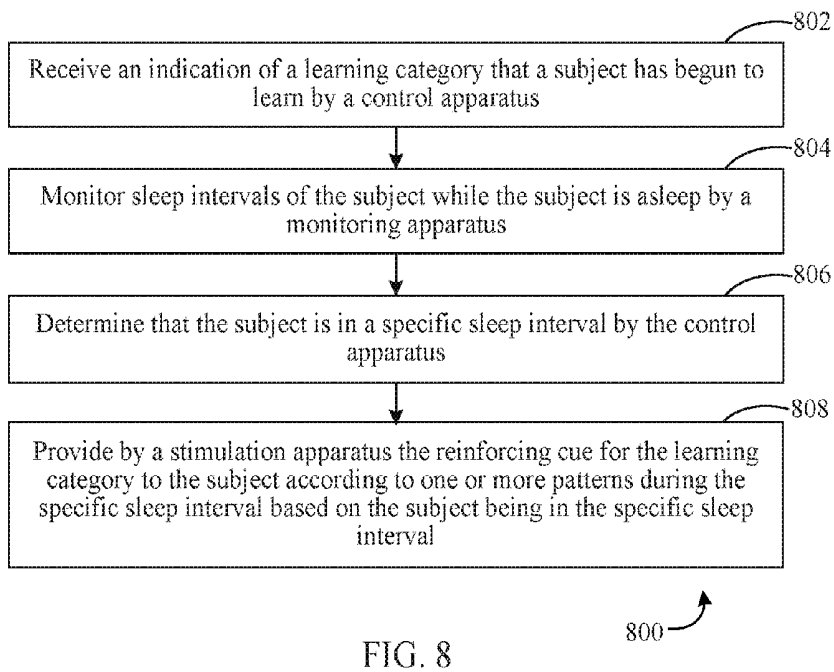 802
Receive an indication of a learning category that a subject has begun to
learn by a control apparatus
804
Monitor sleep intervals of the subject while the subject is asleep by a
monitoring apparatus
806
Determine that the subject is in a specific sleep interval by the control
apparatus
808
Provide by a stimulation apparatus the reinforcing cue for the learning
category to the subject according to one or more patterns during the
specific sleep interval based on the subject being in the specific sleep
interval
800
FIG. 8